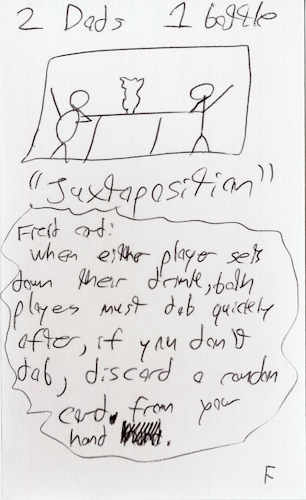 2 Dads 1 bottle
"Juxtaposition"
Field card:
when either player sets
down their drink, both
players must dab quickly
after, if you don't
dab, discard a random
card from your
hand.
F